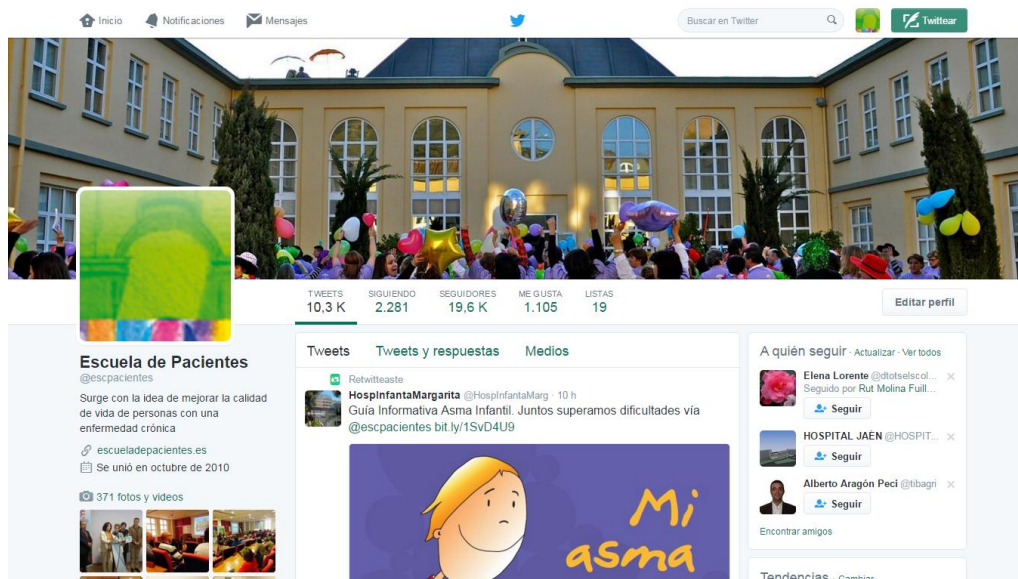 Inicio
Notificaciones
Mensajes
Buscar en Twitter
Twittear
TWEETS
10,3 K
SIGUIENDO
2.281
SEGUIDORES
19,6 K
ME GUSTA
1.105
LISTAS
19
Editar perfil
Escuela de Pacientes
@escpacientes
Surge con la idea de mejorar la calidad
de vida de personas con una
enfermedad crónica
escueladepacientes.es
Se unió en octubre de 2010
371 fotos y videos
Tweets
Tweets y respuestas
Medios
Retwitteaste
HospInfantaMargarita @HospInfantaMarg · 10 h
Guía Informativa Asma Infantil. Juntos superamos dificultades vía
@escpacientes bit.ly/1SvD4U9
Mi
asma
A quién seguir · Actualizar · Ver todos
Elena Lorente @dtotselscol...
Seguido por Rut Molina Fuill...
Seguir
HOSPITAL JAÉN @HOSPIT...
Seguir
Alberto Aragón Peci @tibagri
Seguir
Encontrar amigos
Tendencias · Cambiar